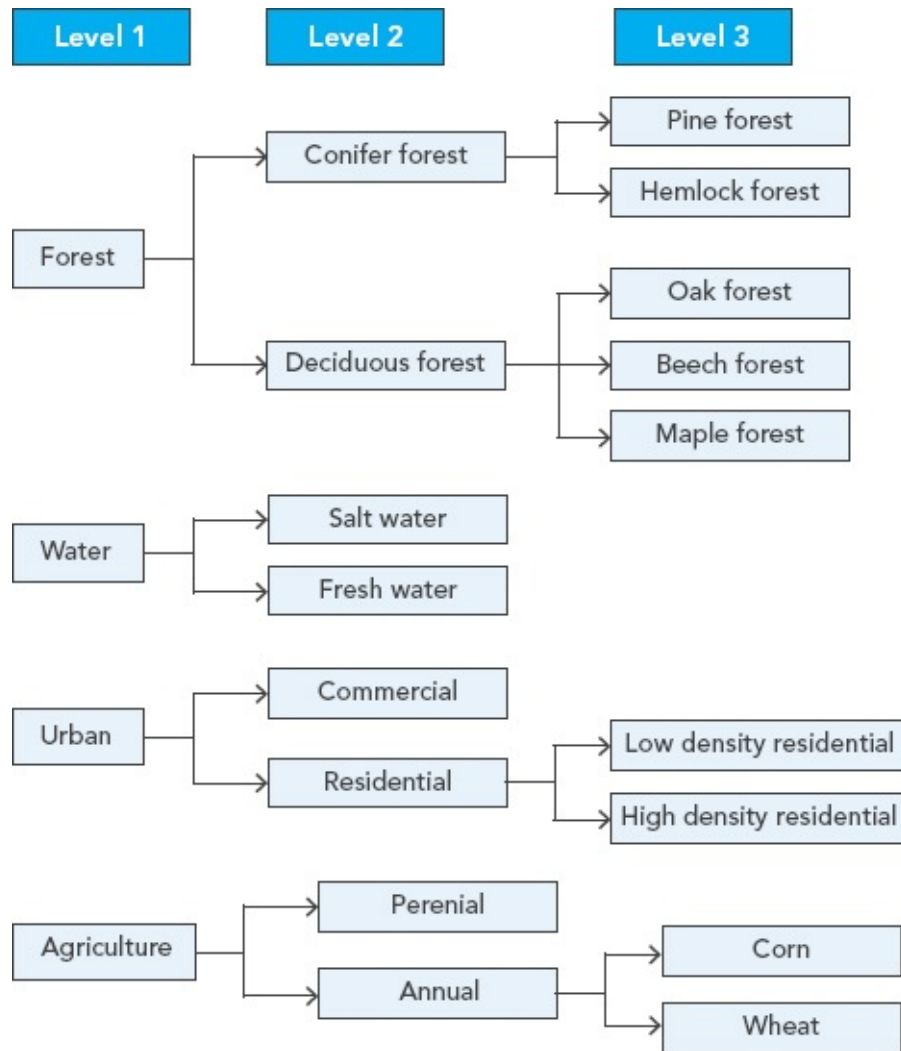 Level 1
Level 2
Level 3
Forest
Conifer forest
Pine forest
Hemlock forest
Deciduous forest
Oak forest
Beech forest
Maple forest
Water
Salt water
Fresh water
Urban
Commercial
Residential
Low density residential
High density residential
Agriculture
Perenial
Annual
Corn
Wheat